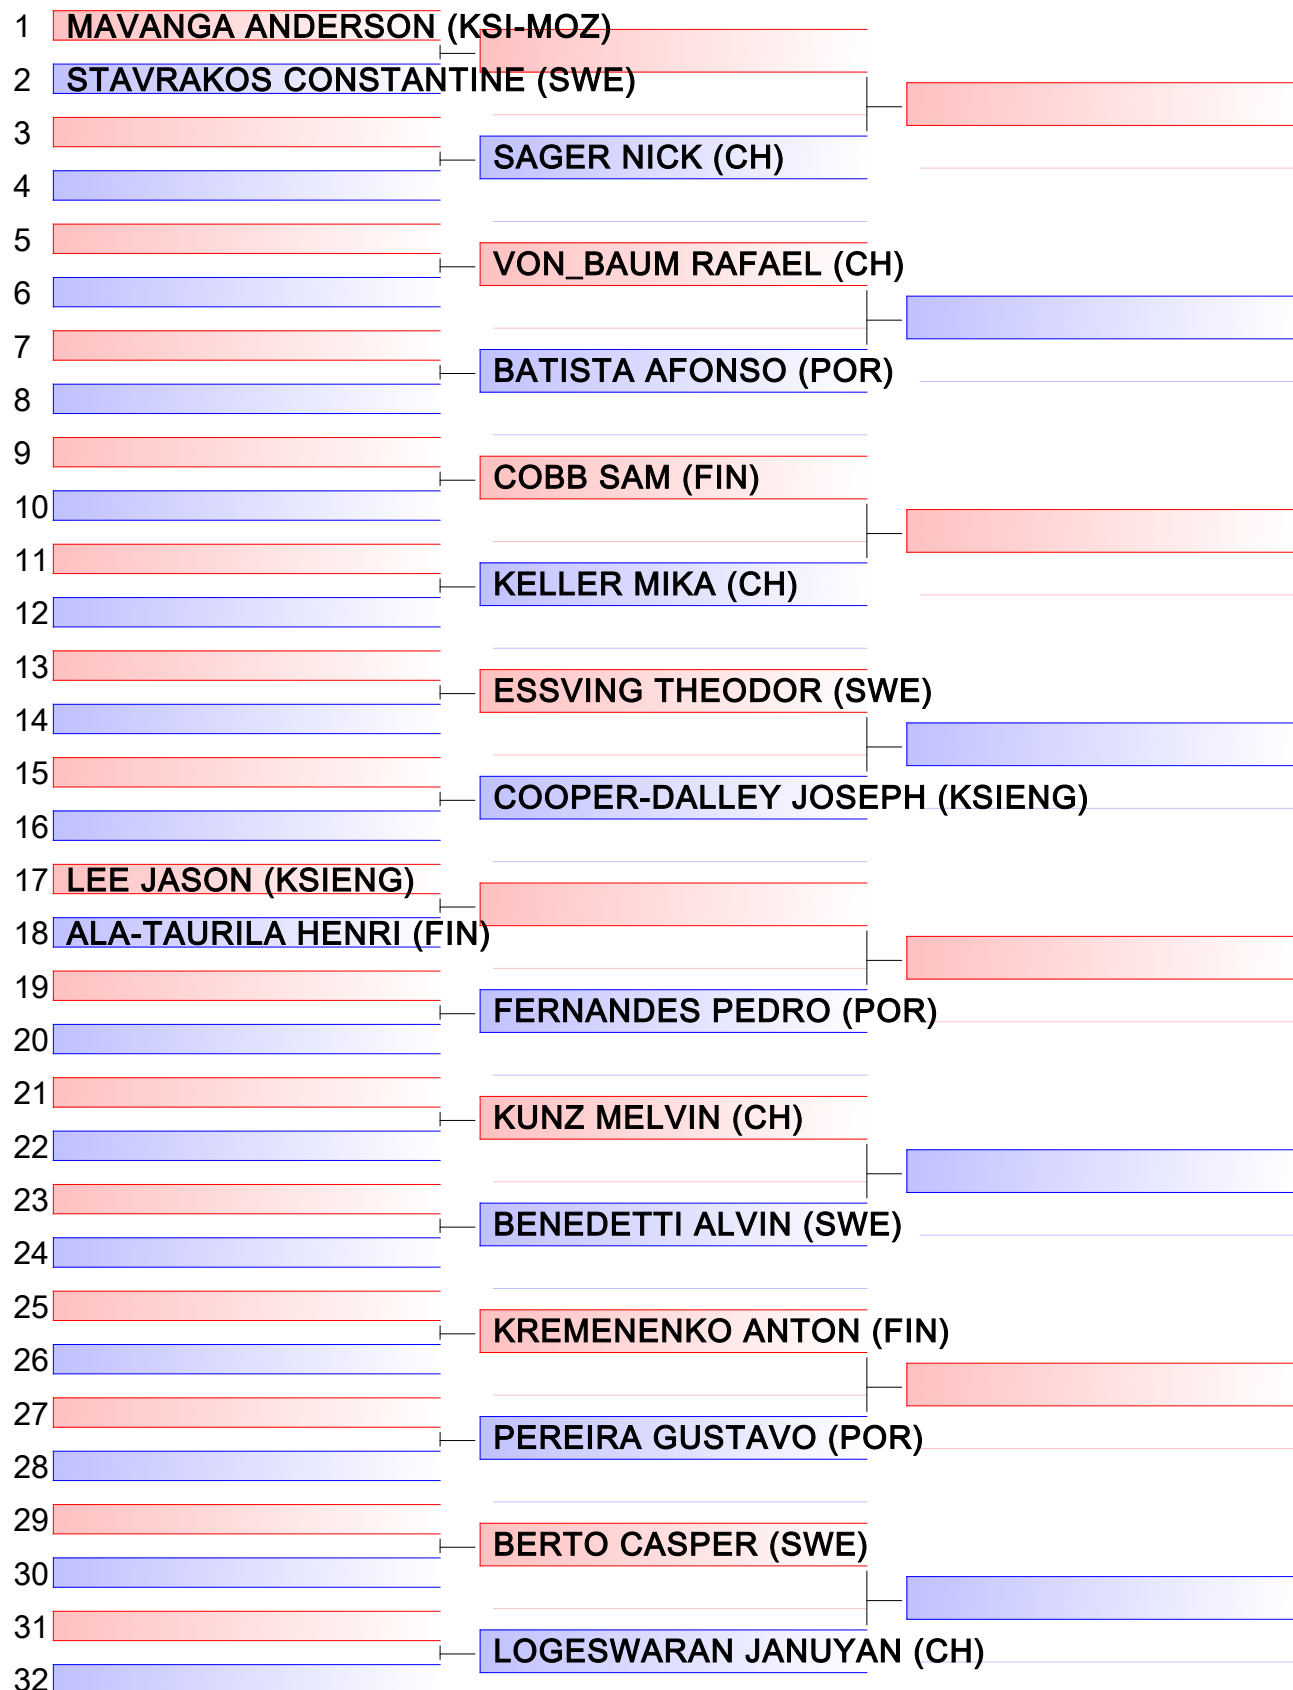 1 MAVANGA ANDERSON (KSI-MOZ)
2 STAVRAKOS CONSTANTINE (SWE)
3
SAGER NICK (CH)
4
5
VON_BAUM RAFAEL (CH)
6
7
BATISTA AFONSO (POR)
8
9
COBB SAM (FIN)
10
11
KELLER MIKA (CH)
12
13
ESSVING THEODOR (SWE)
14
15
COOPER-DALLEY JOSEPH (KSIENG)
16
17 LEE JASON (KSIENG)
18 ALA-TAURILA HENRI (FIN)
19
FERNANDES PEDRO (POR)
20
21
KUNZ MELVIN (CH)
22
23
BENEDETTI ALVIN (SWE)
24
25
KREMENENKO ANTON (FIN)
26
27
PEREIRA GUSTAVO (POR)
28
29
BERTO CASPER (SWE)
30
31
LOGESWARAN JANUYAN (CH)
32